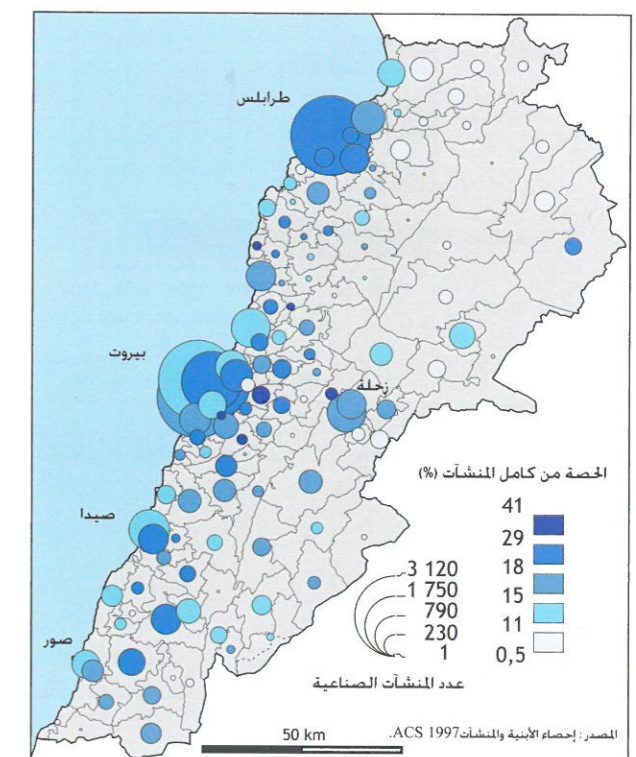 طرابلس
بيروت
زحلة
صيدا
صور
الحصة من كامل المنشآت (%)
41
29
18
15
11
0,5
3 120
1 750
790
230
1
عدد المنشآت الصناعية
50 km
المصدر: إحصاء الأبنية والمنشآت ACS 1997.